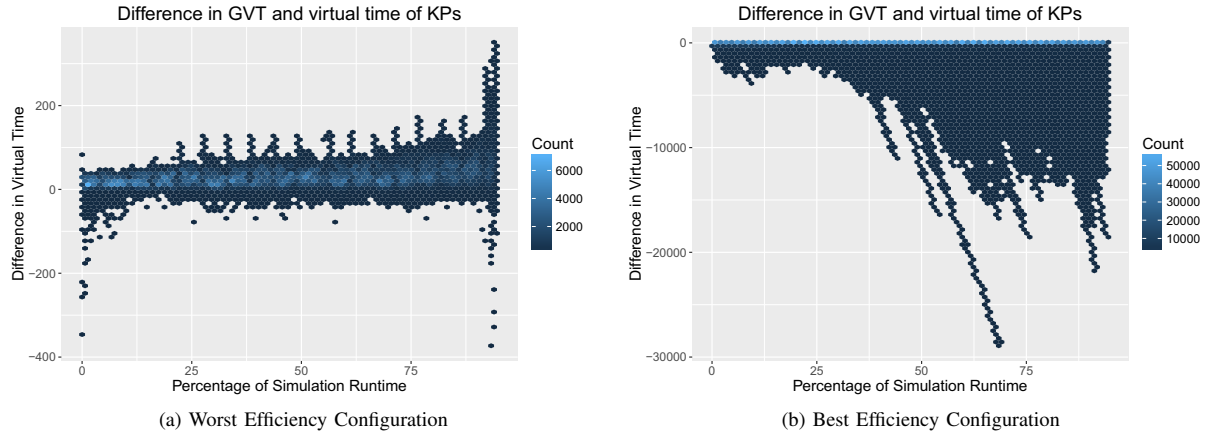 Difference in GVT and virtual time of KPs
Difference in Virtual Time
200
0
−200
−400
0
25
50
75
Percentage of Simulation Runtime
Count
6000
4000
2000
(a) Worst Efficiency Configuration
Difference in GVT and virtual time of KPs
Difference in Virtual Time
0
−10000
−20000
−30000
0
25
50
75
Percentage of Simulation Runtime
Count
50000
40000
30000
20000
10000
(b) Best Efficiency Configuration